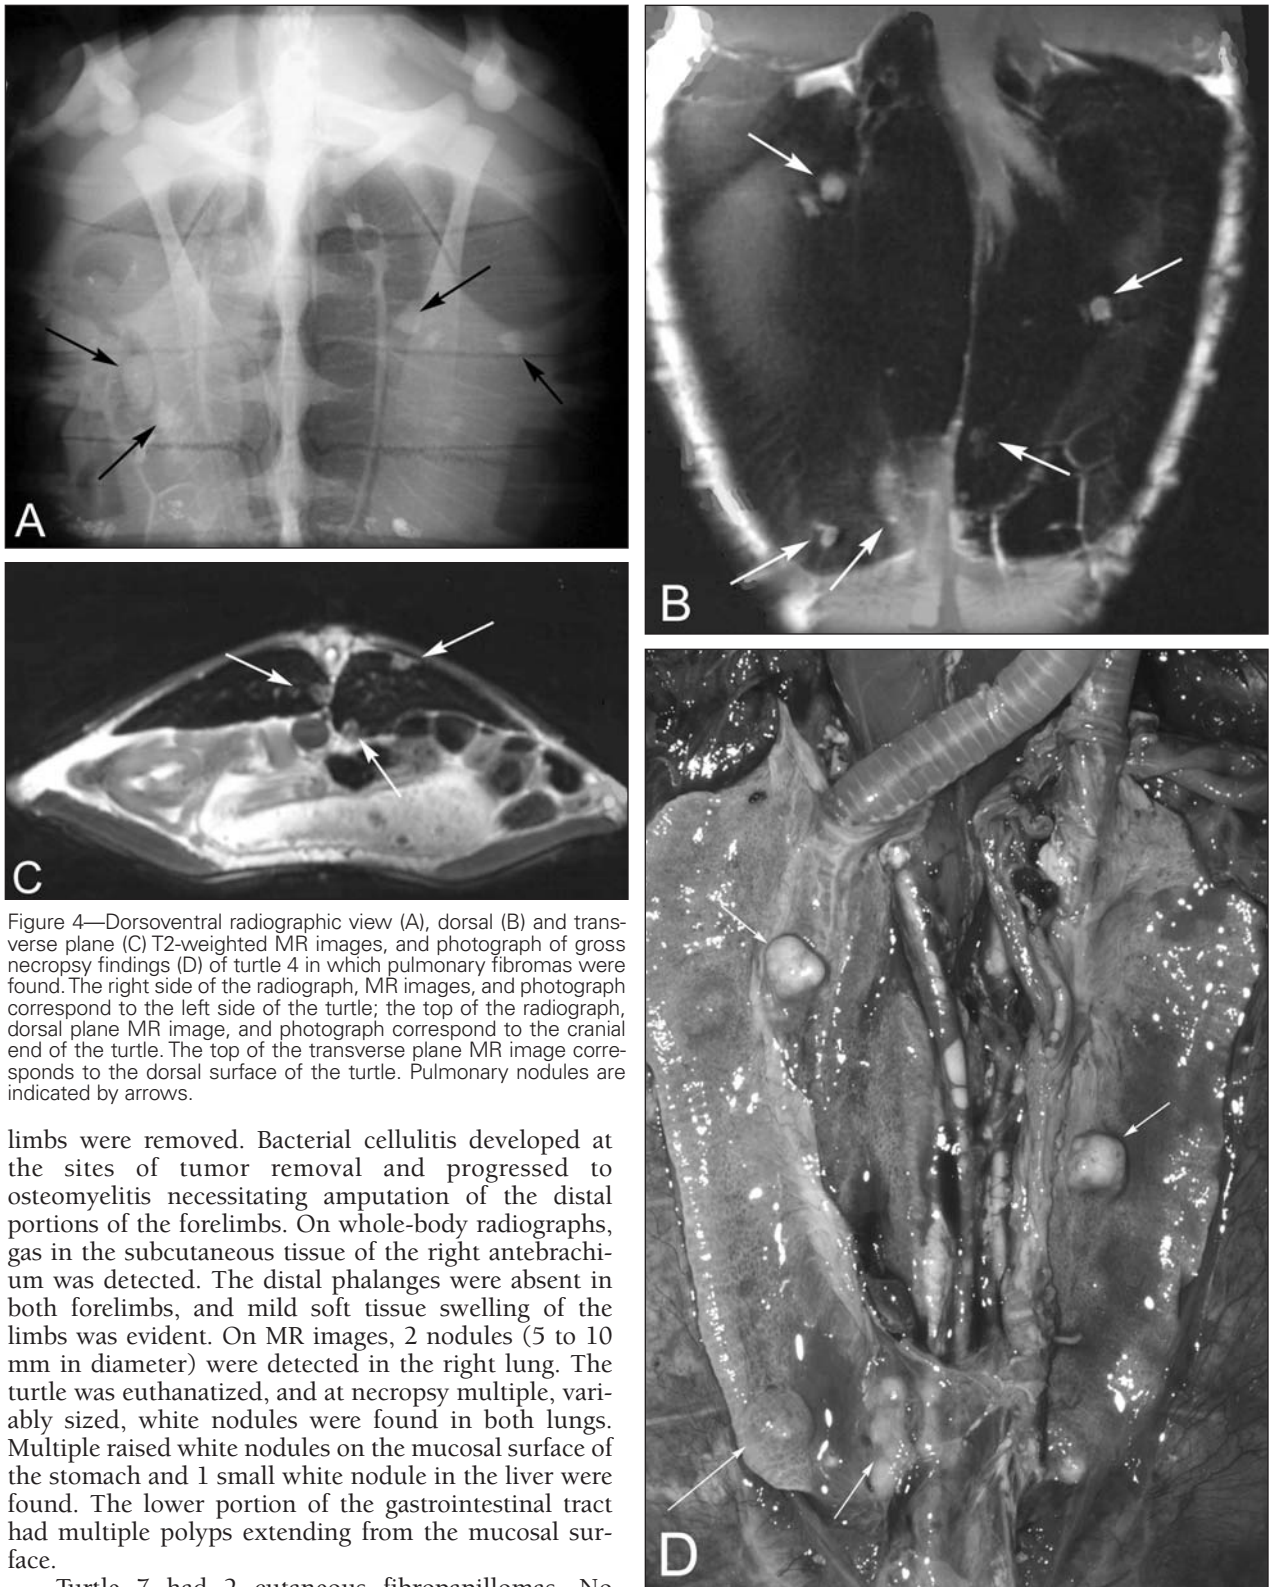 A
B
C
Figure 4—Dorsoventral radiographic view (A), dorsal (B) and trans-
verse plane (C) T2-weighted MR images, and photograph of gross
necropsy findings (D) of turtle 4 in which pulmonary fibromas were
found. The right side of the radiograph, MR images, and photograph
correspond to the left side of the turtle; the top of the radiograph,
dorsal plane MR image, and photograph correspond to the cranial
end of the turtle. The top of the transverse plane MR image corre-
sponds to the dorsal surface of the turtle. Pulmonary nodules are
indicated by arrows.
limbs were removed. Bacterial cellulitis developed at
the sites of tumor removal and progressed to
osteomyelitis necessitating amputation of the distal
portions of the forelimbs. On whole-body radiographs,
gas in the subcutaneous tissue of the right antebrachi-
um was detected. The distal phalanges were absent in
both forelimbs, and mild soft tissue swelling of the
limbs was evident. On MR images, 2 nodules (5 to 10
mm in diameter) were detected in the right lung. The
turtle was euthanatized, and at necropsy multiple, vari-
ably sized, white nodules were found in both lungs.
Multiple raised white nodules on the mucosal surface of
the stomach and 1 small white nodule in the liver were
found. The lower portion of the gastrointestinal tract
had multiple polyps extending from the mucosal sur-
face.
Turtle 7 had 2 cutaneous fibropapillomas. No
D